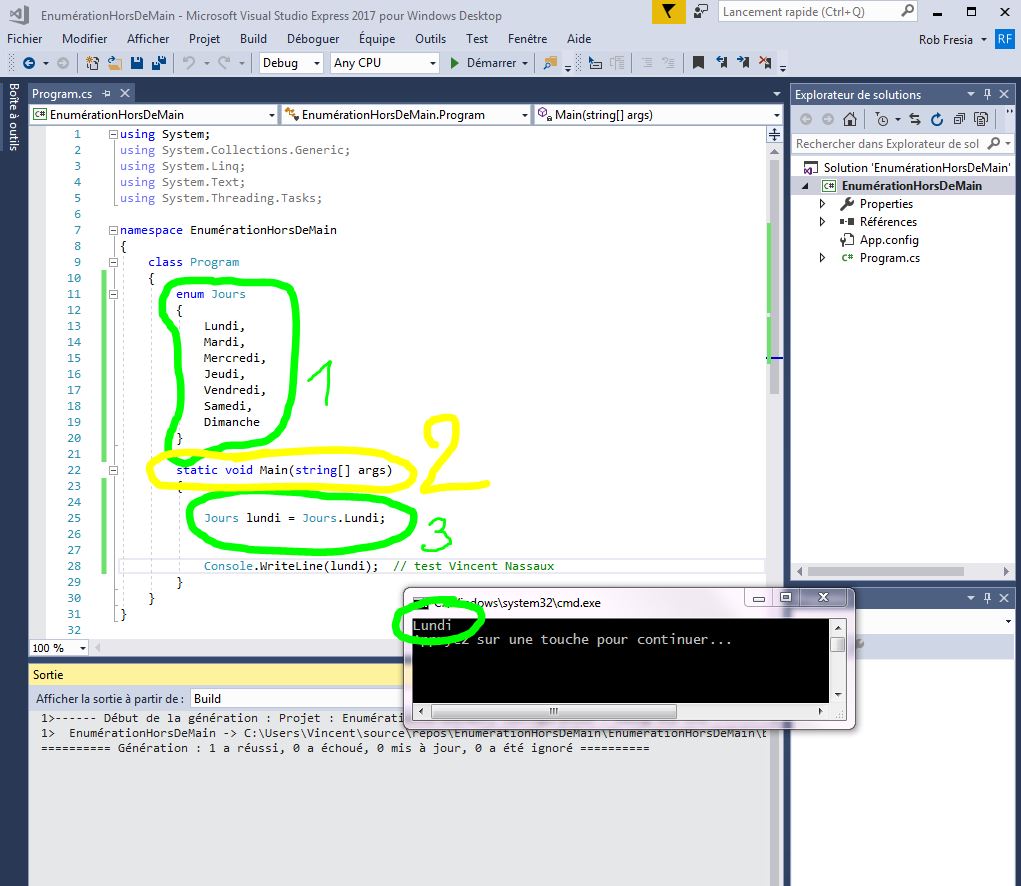 EnumérationHorsDeMain - Microsoft Visual Studio Express 2017 pour Windows Desktop
Lancement rapide (Ctrl+Q)
Fichier Modifier Afficher Projet Build Déboguer Équipe Outils Test Fenêtre Aide
Rob Fresia RF
Debug Any CPU Démarrer
Boîte à outils
Program.cs
EnumérationHorsDeMain EnumérationHorsDeMain.Program Main(string[] args)
1 using System;
2 using System.Collections.Generic;
3 using System.Linq;
4 using System.Text;
5 using System.Threading.Tasks;
6
7 namespace EnumérationHorsDeMain
8 {
9 class Program
10 {
11 enum Jours
12 {
13 Lundi,
14 Mardi,
15 Mercredi,
16 Jeudi,
17 Vendredi,
18 Samedi,
19 Dimanche
20 }
21
22 static void Main(string[] args)
23 {
24
25 Jours lundi = Jours.Lundi;
26
27
28 Console.WriteLine(lundi); // test Vincent Nassaux
29 }
30 }
31 }
32
1
2
3
100 %
Explorateur de solutions
Rechercher dans Explorateur de sol
Solution 'EnumérationHorsDeMain'
EnumérationHorsDeMain
Properties
Références
App.config
Program.cs
\system32\cmd.exe
Lundi
sur une touche pour continuer...
Sortie
Afficher la sortie à partir de : Build
1>------ Début de la génération : Projet :
1> EnumérationHorsDeMain -> C:\Users\Vincent\source\repos\EnumérationHorsDeMain\EnumérationHorsDeMain\
========== Génération : 1 a réussi, 0 a échoué, 0 mis à jour, 0 a été ignoré ==========